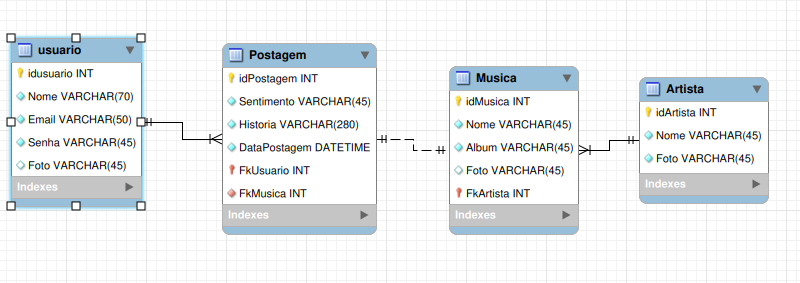 usuario
idusuario INT
Nome VARCHAR(70)
Email VARCHAR(50)
Senha VARCHAR(45)
Foto VARCHAR(45)
Indexes
Postagem
idPostagem INT
Sentimento VARCHAR(45)
Historia VARCHAR(280)
DataPostagem DATETIME
FkUsuario INT
FkMusica INT
Indexes
Musica
idMusica INT
Nome VARCHAR(45)
Album VARCHAR(45)
Foto VARCHAR(45)
FkArtista INT
Indexes
Artista
idArtista INT
Nome VARCHAR(45)
Foto VARCHAR(45)
Indexes